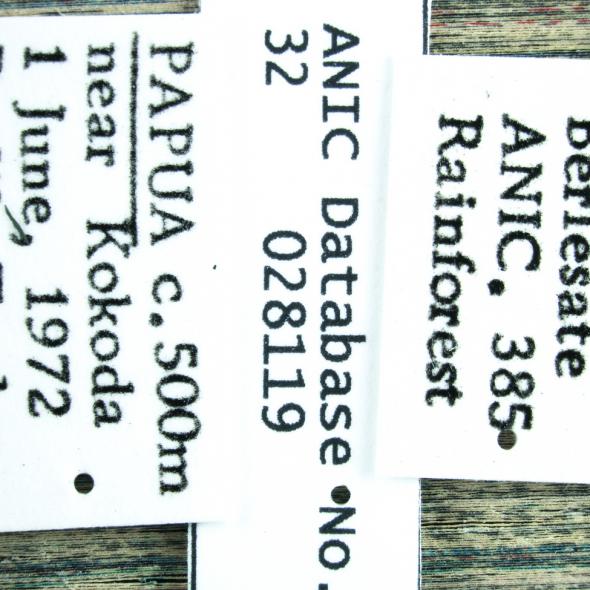 PAPUA c.500m
near Kokoda
1 June, 1972
ANIC Database No.
32 028119
Berlesate
ANIC. 385
Rainforest